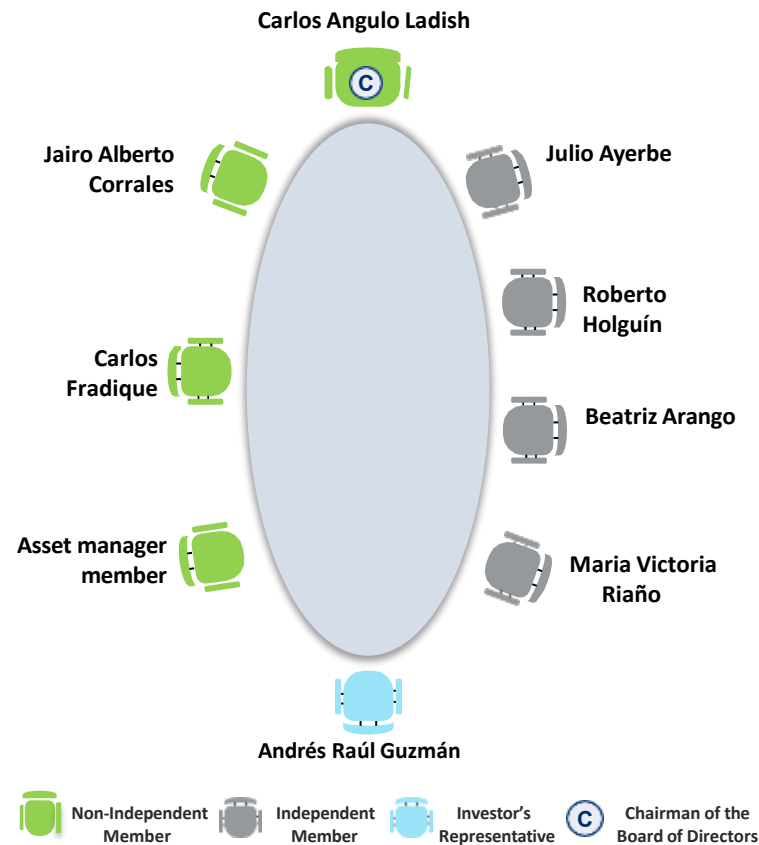 Carlos Angulo Ladish
C
Jairo Alberto
Corrales
Julio Ayerbe
Roberto
Holguín
Carlos
Fradique
Beatriz Arango
Asset manager
member
Maria Victoria
Riaño
Andrés Raúl Guzmán
Non-Independent
Member
Independent
Member
Investor's
Representative
C
Chairman of the
Board of Directors